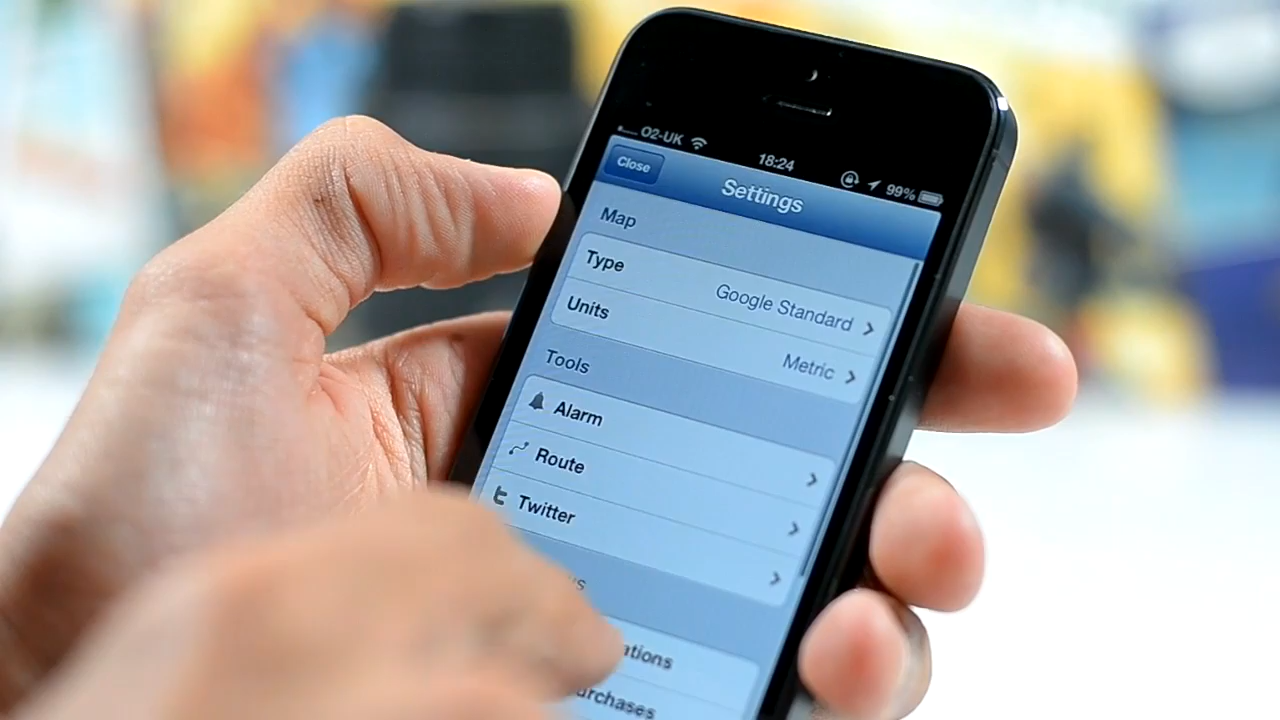 O2-UK 18:24 99%
Close Settings
Map
Type Google Standard
Units Metric
Tools
Alarm
Route
Twitter